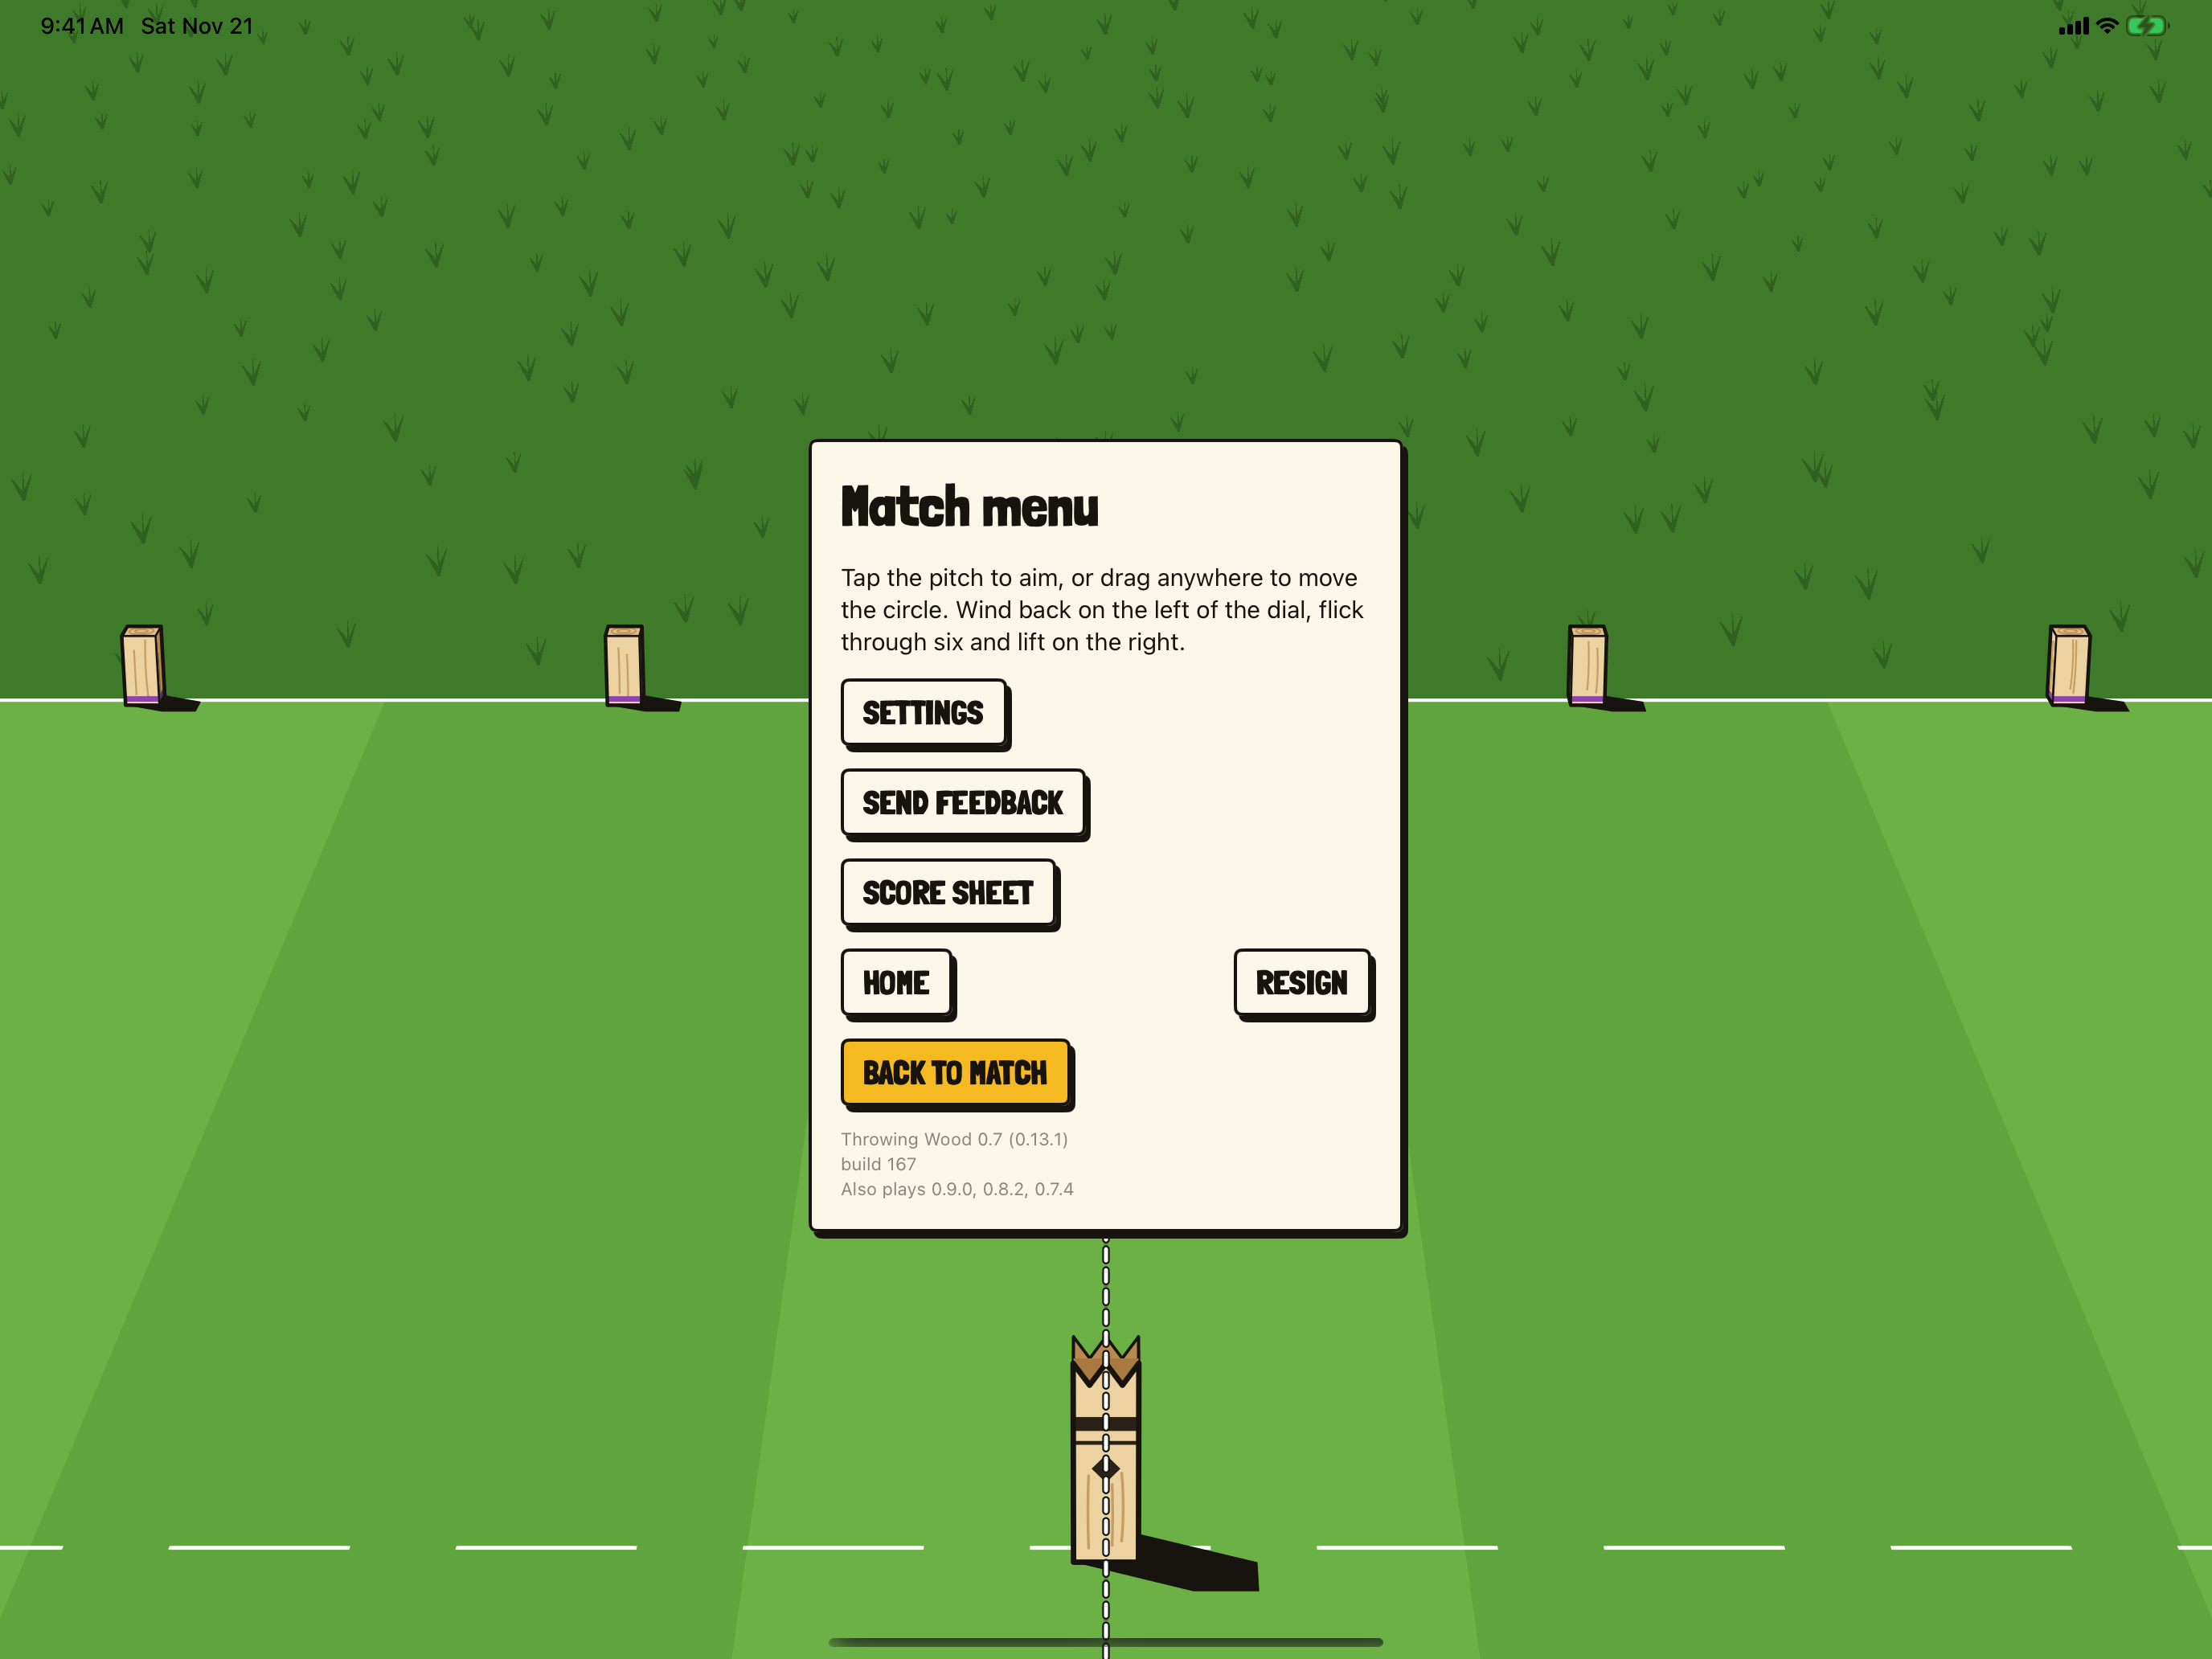 9:41 AM Sat Nov 21
Match menu
Tap the pitch to aim, or drag anywhere to move
the circle. Wind back on the left of the dial, flick
through six and lift on the right.
SETTINGS
SEND FEEDBACK
SCORE SHEET
HOME RESIGN
BACK TO MATCH
Throwing Wood 0.7 (0.13.1)
build 167
Also plays 0.9.0, 0.8.2, 0.7.4